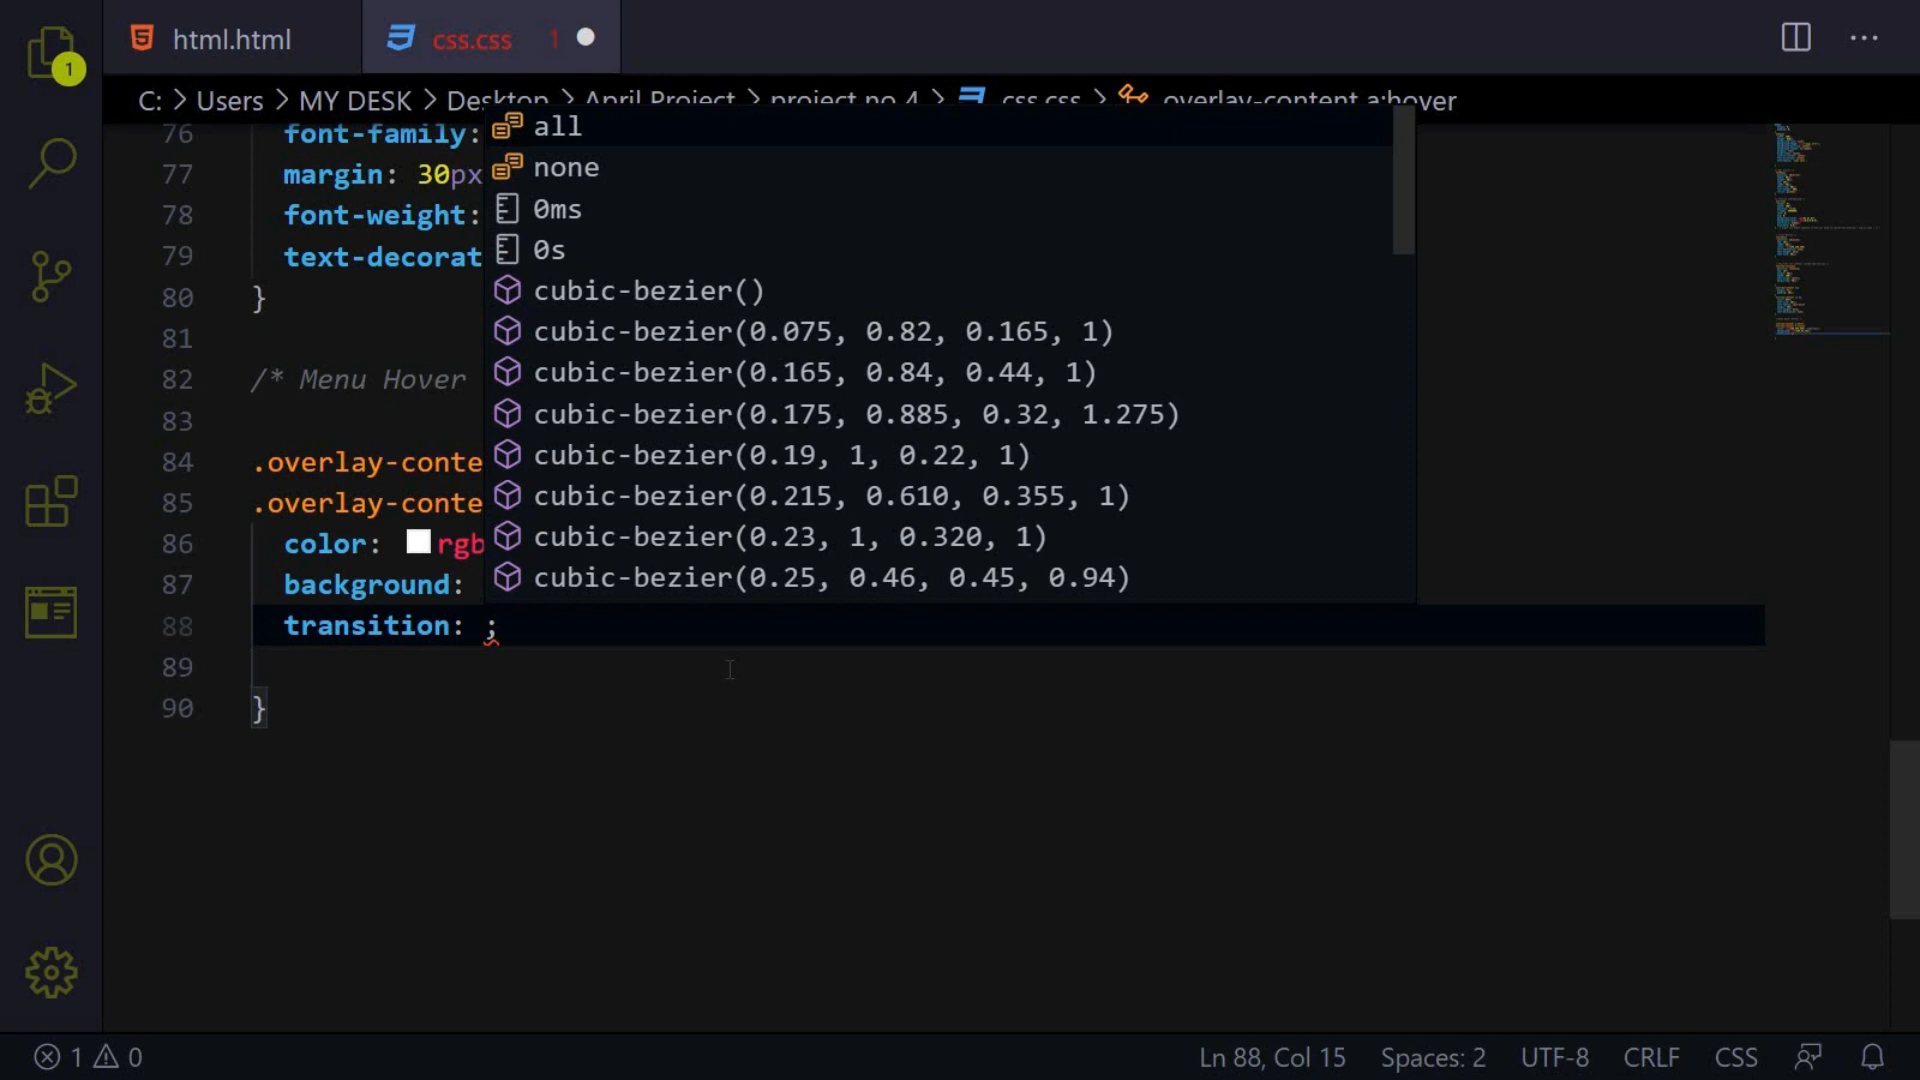 html.html
css.css 1
1
C: > Users > MY DESK > Desktop > April Project > project no 4 > css.css > .overlay-content a:hover
76 font-family:
77 margin: 30px
78 font-weight:
79 text-decorat
80 }
81
82 /* Menu Hover
83
84 .overlay-conte
85 .overlay-conte
86 color: rgb
87 background:
88 transition: ;
89
90 }
all
none
0ms
0s
cubic-bezier()
cubic-bezier(0.075, 0.82, 0.165, 1)
cubic-bezier(0.165, 0.84, 0.44, 1)
cubic-bezier(0.175, 0.885, 0.32, 1.275)
cubic-bezier(0.19, 1, 0.22, 1)
cubic-bezier(0.215, 0.610, 0.355, 1)
cubic-bezier(0.23, 1, 0.320, 1)
cubic-bezier(0.25, 0.46, 0.45, 0.94)
1 0 Ln 88, Col 15 Spaces: 2 UTF-8 CRLF CSS